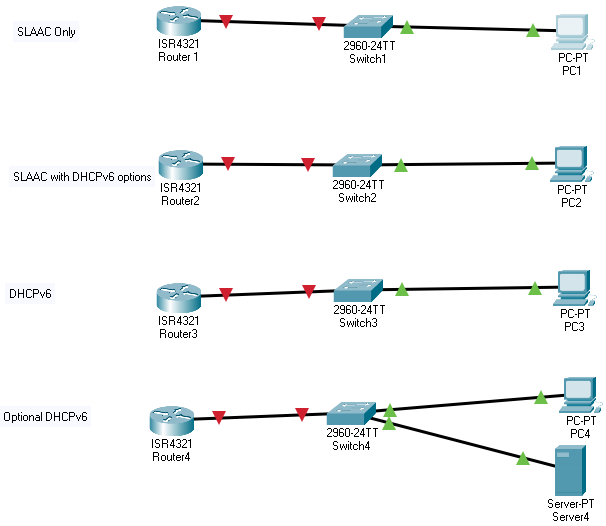 SLAAC Only
ISR4321
Router 1
2960-24TT
Switch1
PC-PT
PC1
SLAAC with DHCPv6 options
ISR4321
Router2
2960-24TT
Switch2
PC-PT
PC2
DHCPv6
ISR4321
Router3
2960-24TT
Switch3
PC-PT
PC3
Optional DHCPv6
ISR4321
Router4
2960-24TT
Switch4
PC-PT
PC4
Server-PT
Server4